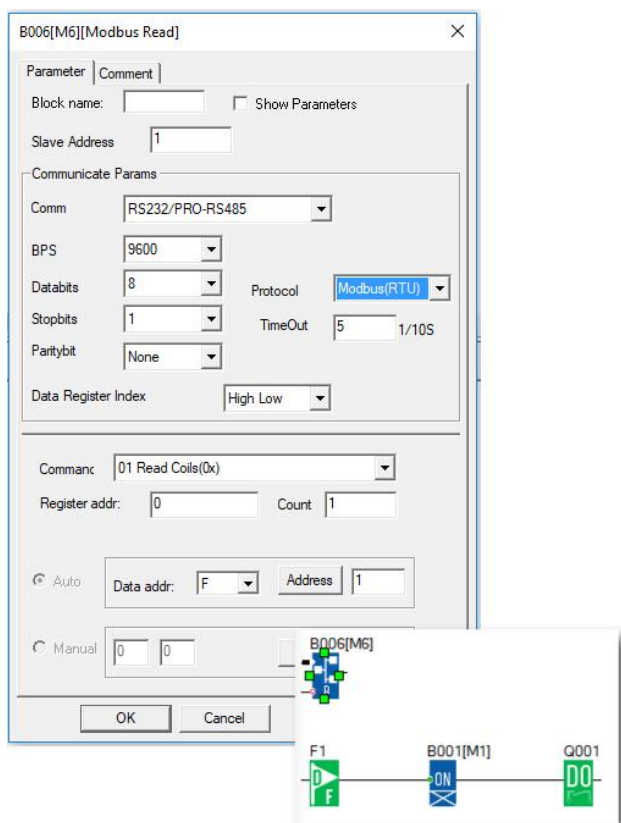 B006[M6][Modbus Read]
Parameter Comment
Block name: Show Parameters
Slave Address 1
Communicate Params
Comm RS232/PRO-RS485
BPS 9600
Databits 8
Protocol Modbus(RTU)
Stopbits 1
TimeOut 5 1/10S
Paritybit None
Data Register Index High Low
Commanc 01 Read Coils(0x)
Register addr: 0 Count 1
Auto Data addr: F Address 1
Manual 0 0
OK Cancel
B006[M6]
R
F1 B001[M1] Q001
D F ON DO